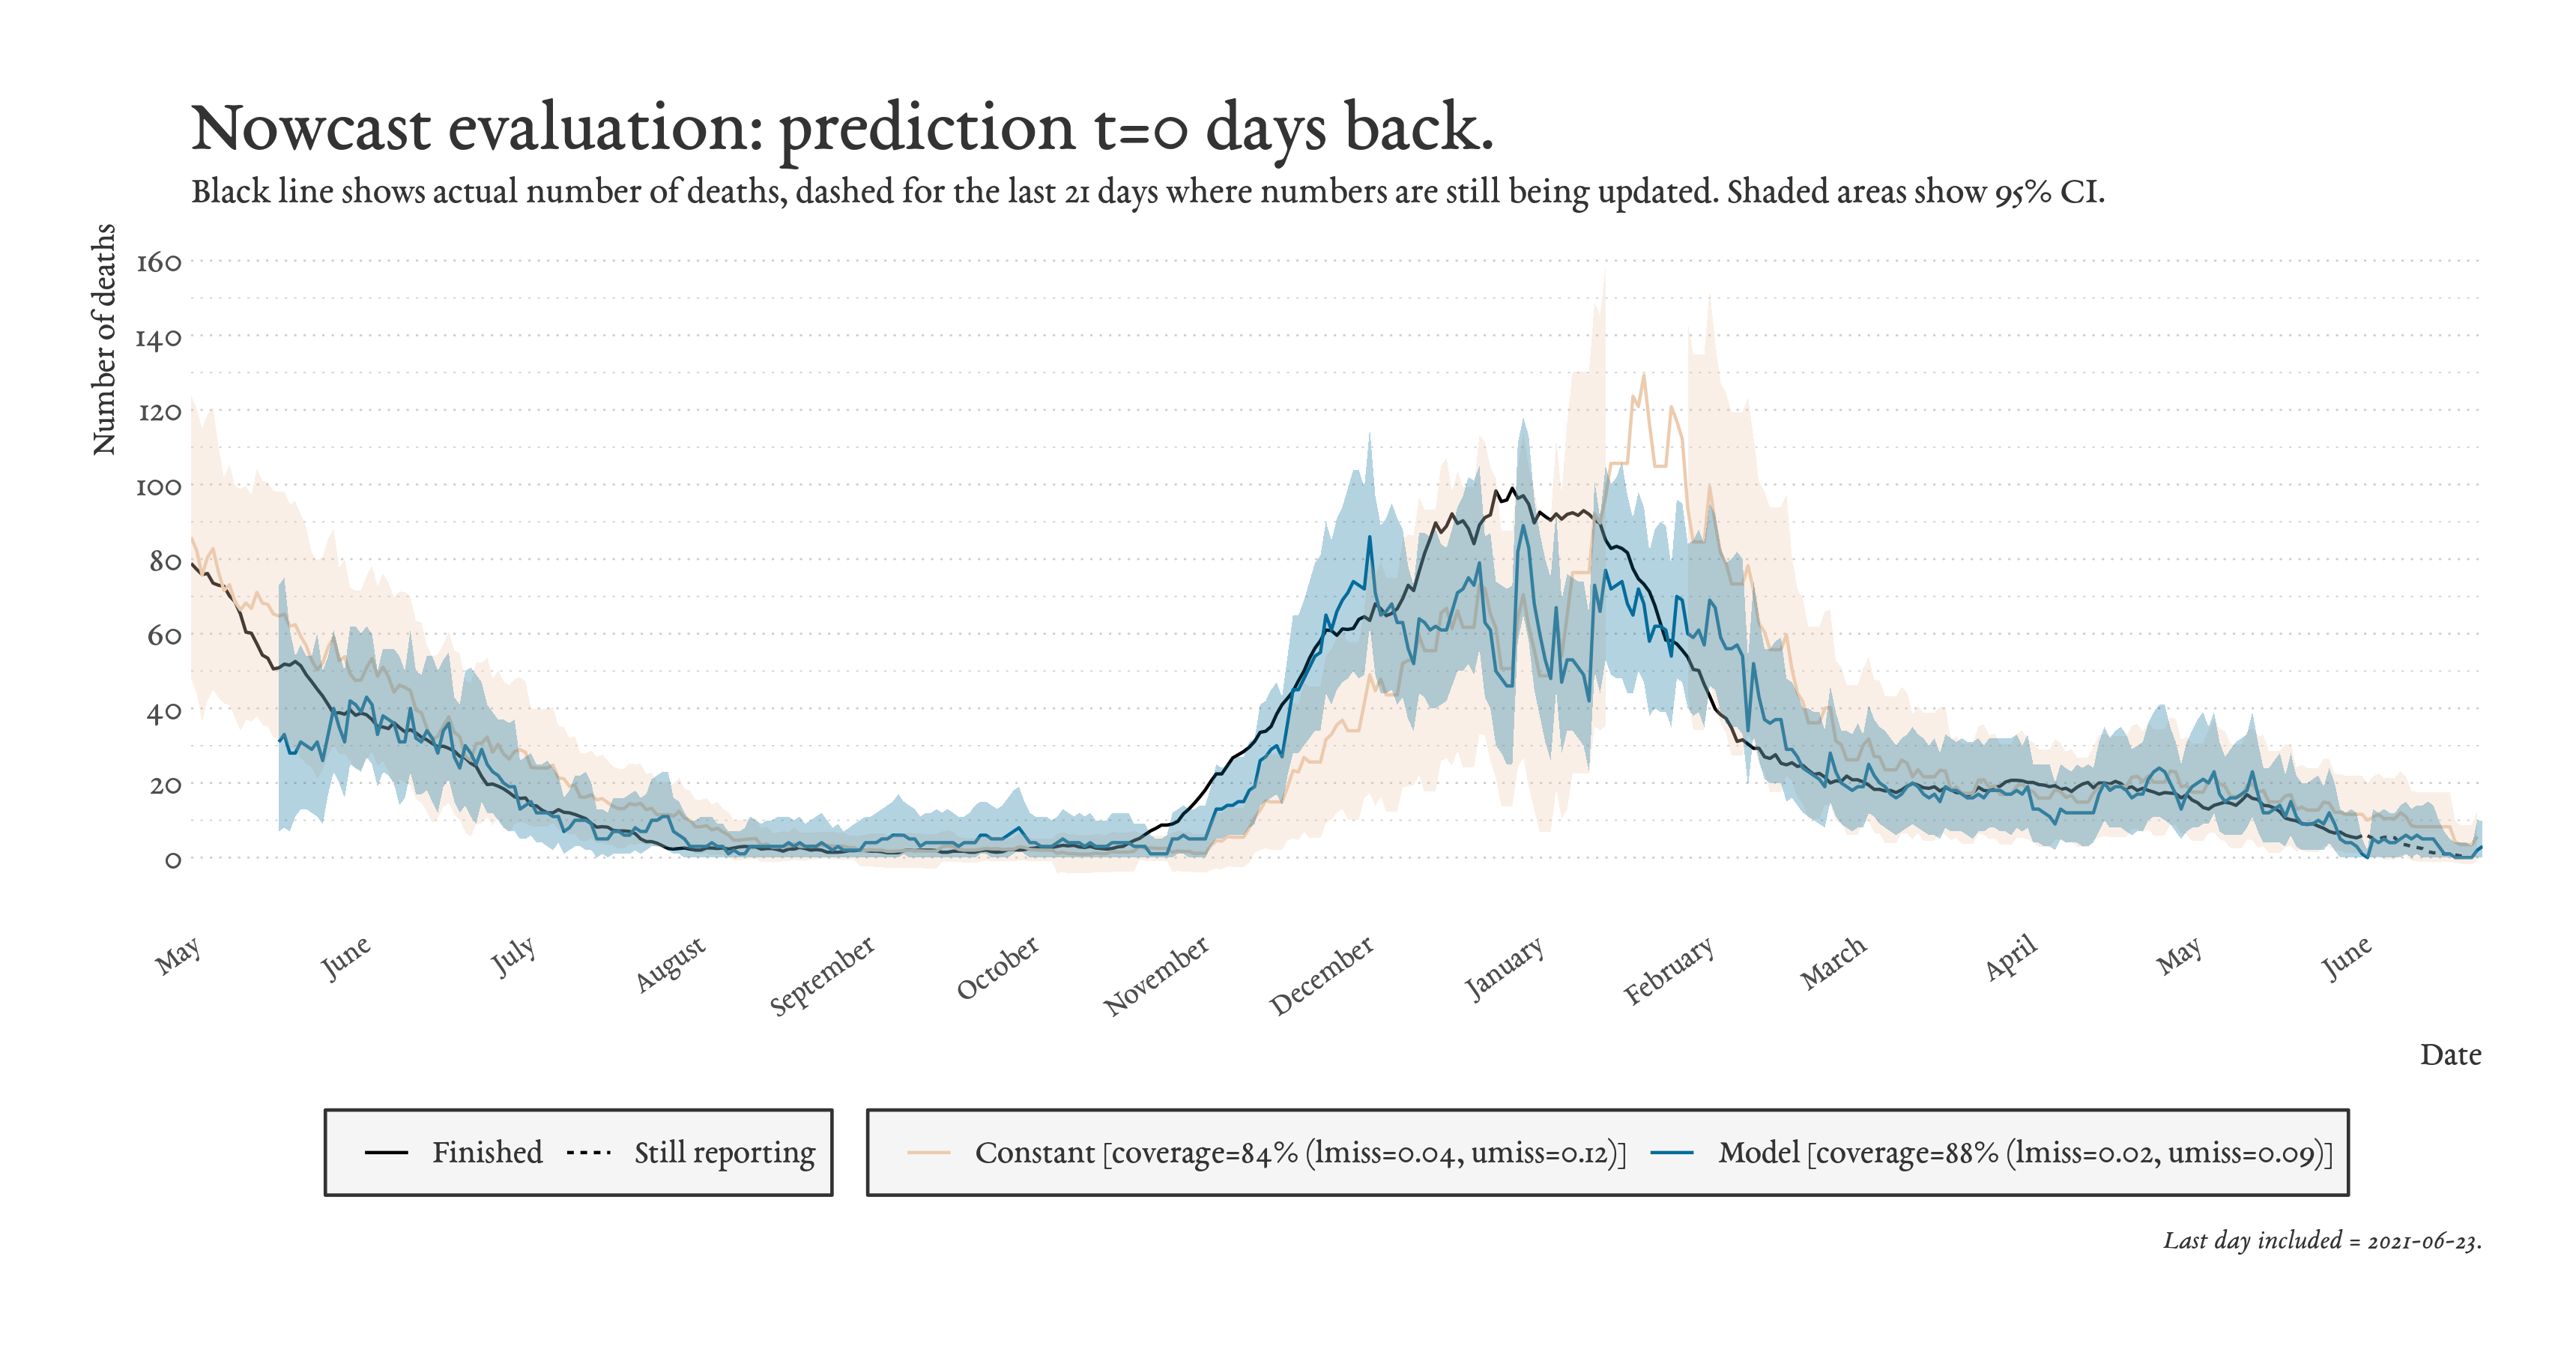 Nowcast evaluation: prediction t=0 days back.
Black line shows actual number of deaths, dashed for the last 21 days where numbers are still being updated. Shaded areas show 95% CI.
Number of deaths
160
140
120
100
80
60
40
20
0
May
June
July
August
September
October
November
December
January
February
March
April
May
June
Date
Finished
Still reporting
Constant [coverage=84% (lmiss=0.04, umiss=0.12)]
Model [coverage=88% (lmiss=0.02, umiss=0.09)]
Last day included = 2021-06-23.